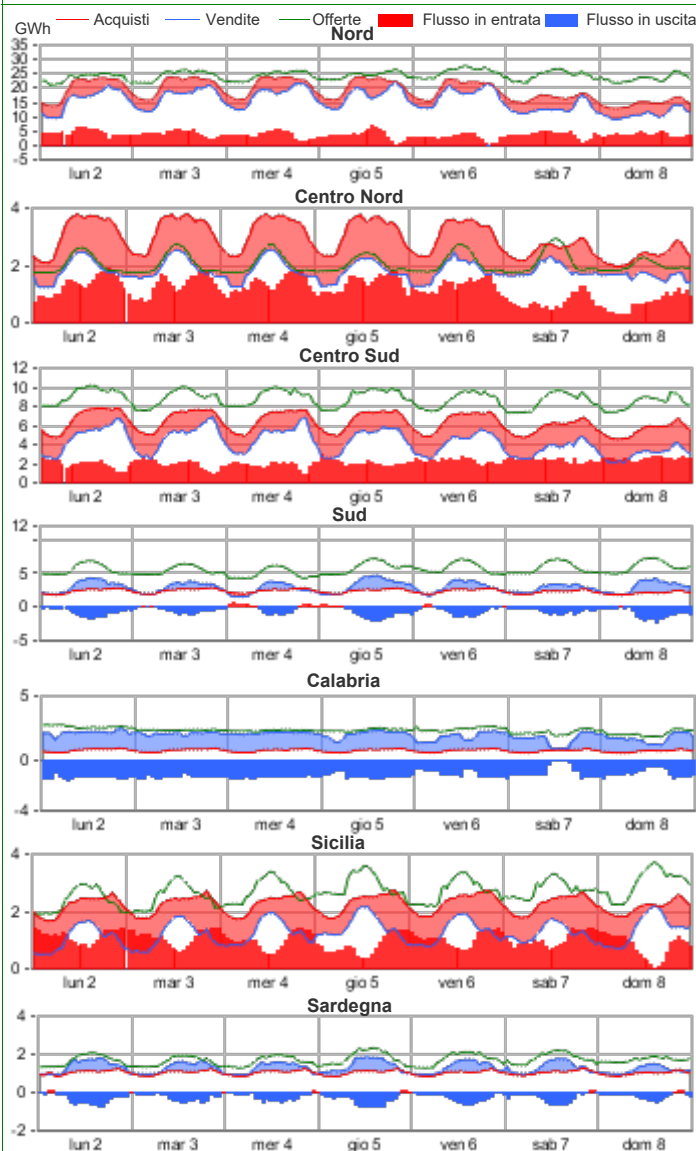 GWh Acquisti Vendite Offerte Flusso in entrata Flusso in uscita
Nord
35
30
25
20
15
10
5
0
-5
lun 2 mar 3 mer 4 gio 5 ven 6 sab 7 dom 8
Centro Nord
4
2
0
lun 2 mar 3 mer 4 gio 5 ven 6 sab 7 dom 8
Centro Sud
12
10
8
6
4
2
0
lun 2 mar 3 mer 4 gio 5 ven 6 sab 7 dom 8
Sud
12
5
0
-5
lun 2 mar 3 mer 4 gio 5 ven 6 sab 7 dom 8
Calabria
5
0
-4
lun 2 mar 3 mer 4 gio 5 ven 6 sab 7 dom 8
Sicilia
4
2
0
lun 2 mar 3 mer 4 gio 5 ven 6 sab 7 dom 8
Sardegna
4
2
0
-2
lun 2 mar 3 mer 4 gio 5 ven 6 sab 7 dom 8